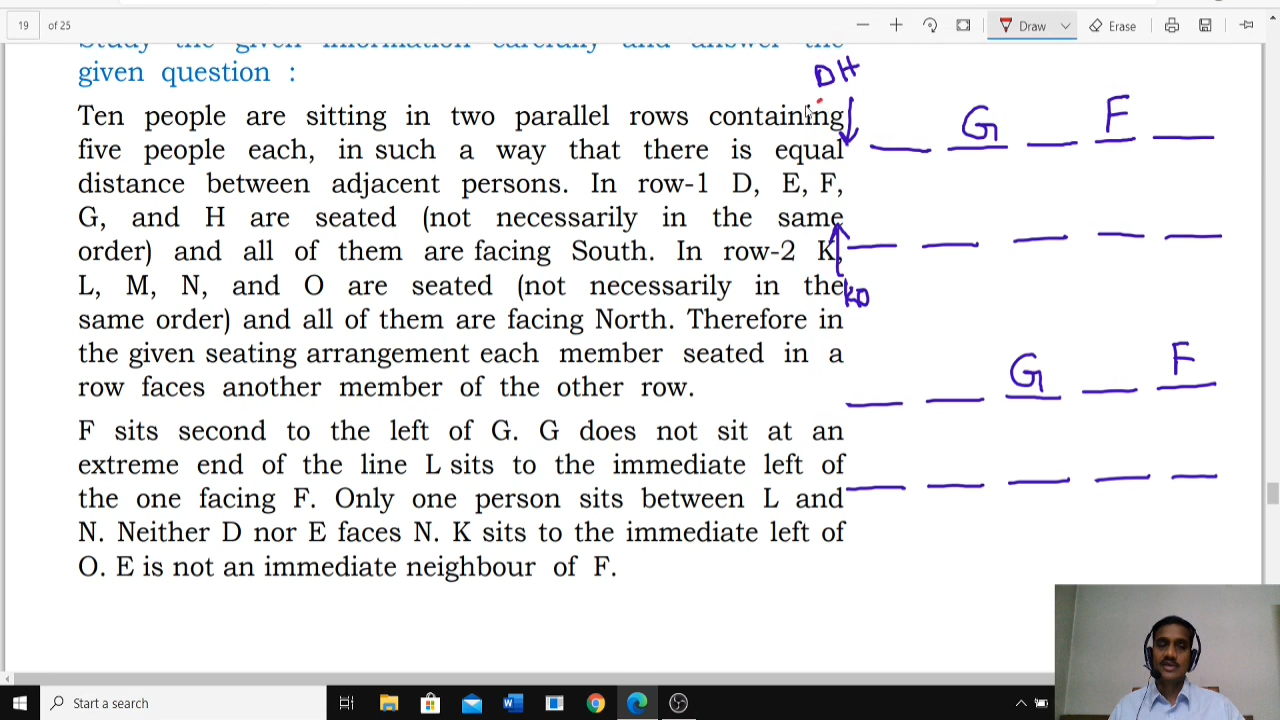 19 of 25
Draw
Erase
Study the given information carefully and answer the
given question :
Ten people are sitting in two parallel rows containing
five people each, in such a way that there is equal
distance between adjacent persons. In row-1 D, E, F,
G, and H are seated (not necessarily in the same
order) and all of them are facing South. In row-2 K,
L, M, N, and O are seated (not necessarily in the
same order) and all of them are facing North. Therefore in
the given seating arrangement each member seated in a
row faces another member of the other row.
F sits second to the left of G. G does not sit at an
extreme end of the line L sits to the immediate left of
the one facing F. Only one person sits between L and
N. Neither D nor E faces N. K sits to the immediate left of
O. E is not an immediate neighbour of F.
DH
G F
KO
G F
Start a search